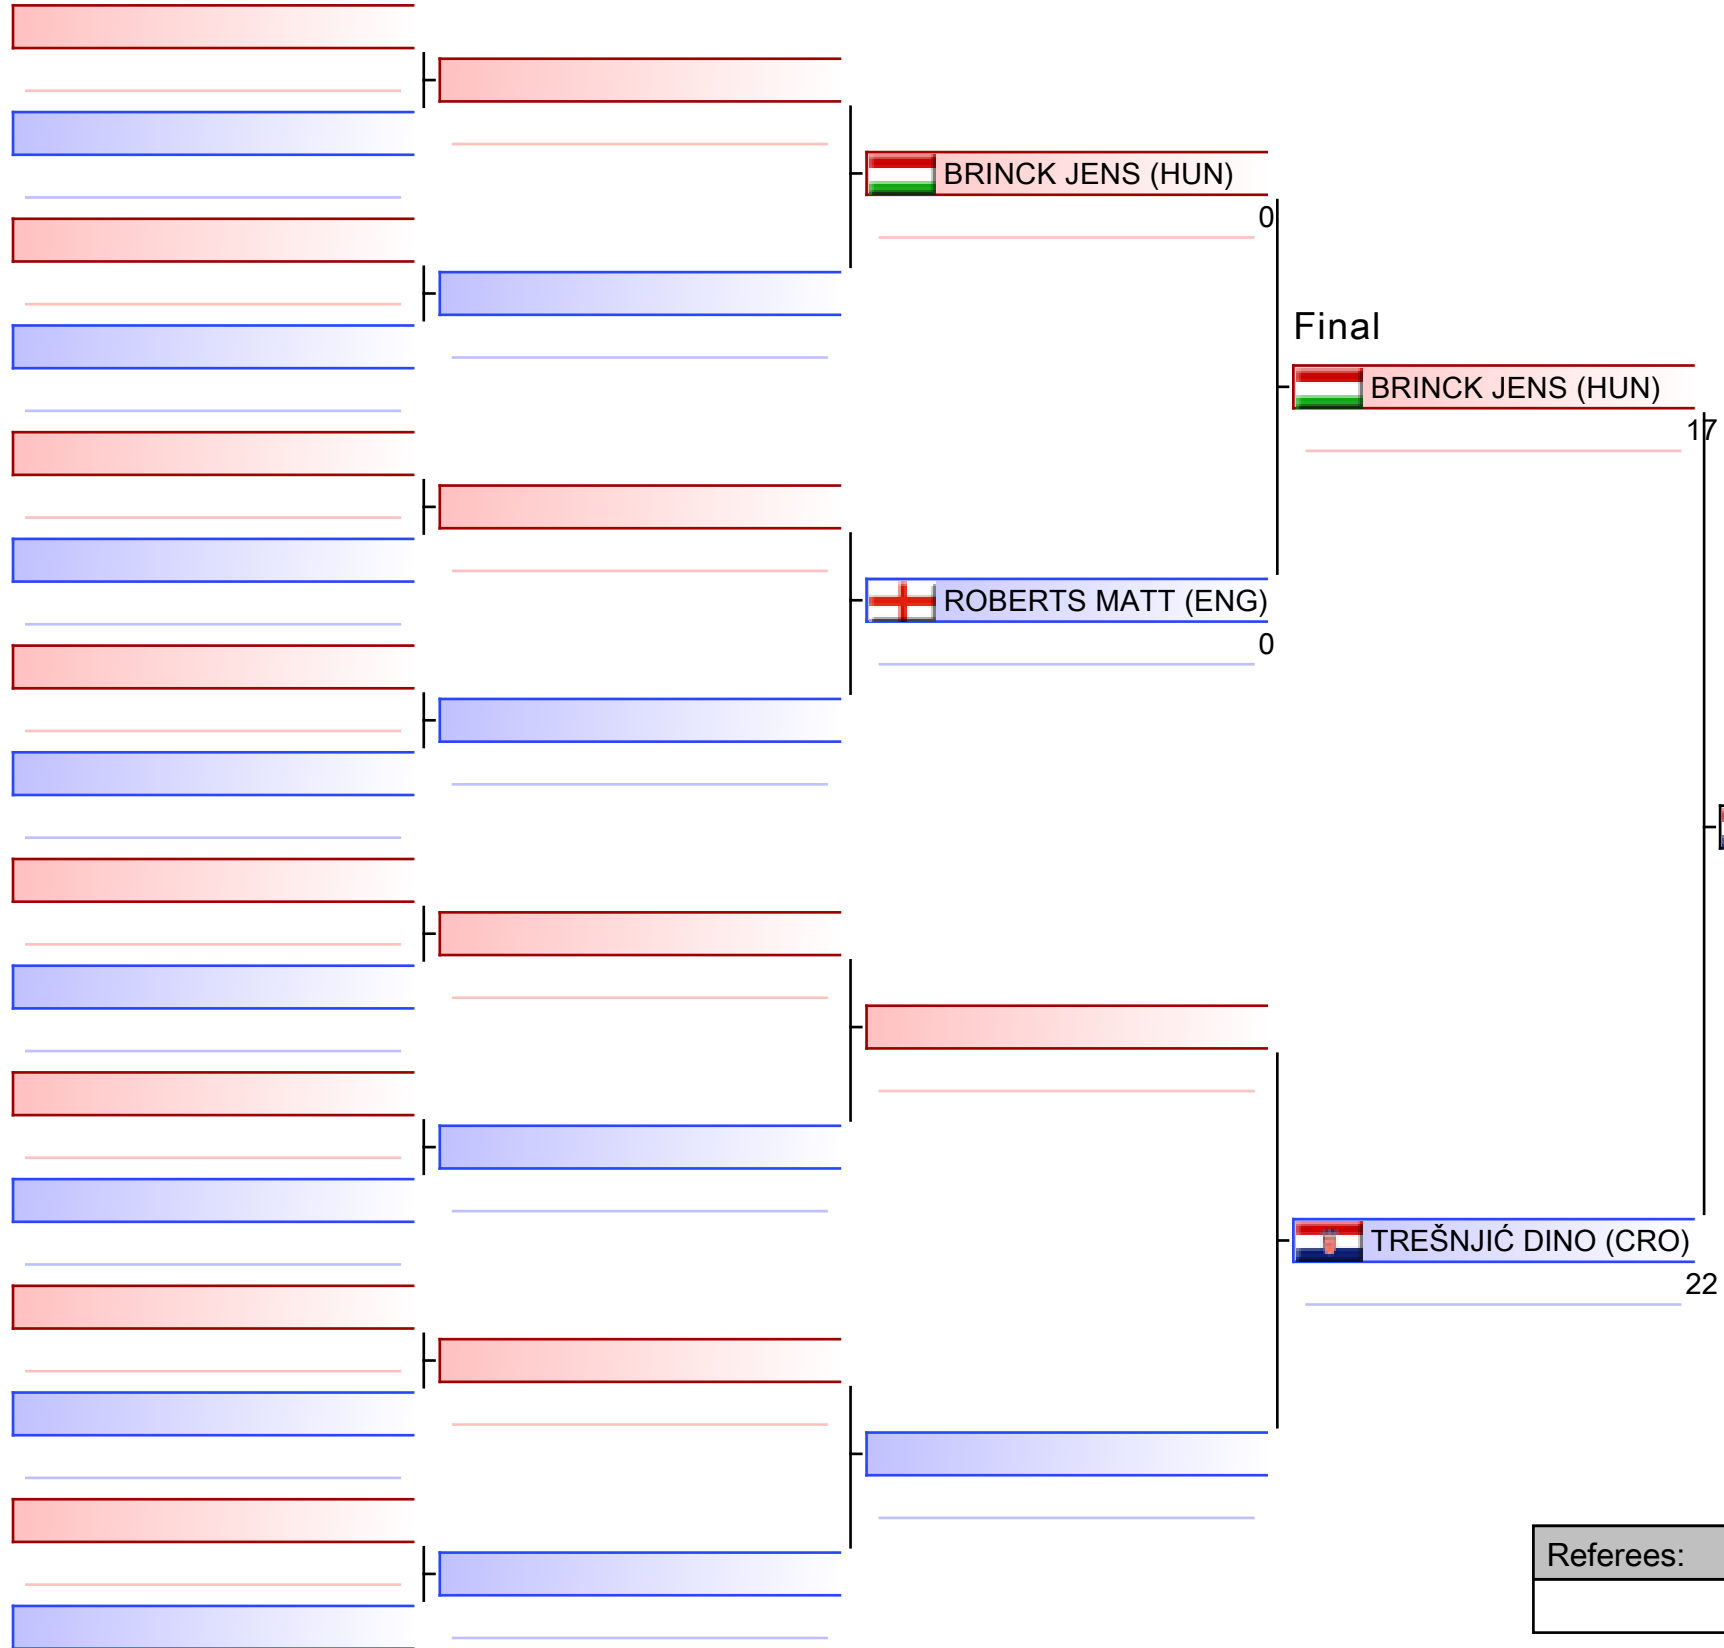 BRINCK JENS (HUN)
0
Final
BRINCK JENS (HUN)
17
ROBERTS MATT (ENG)
0
TREŠNJIĆ DINO (CRO)
22
Referees: